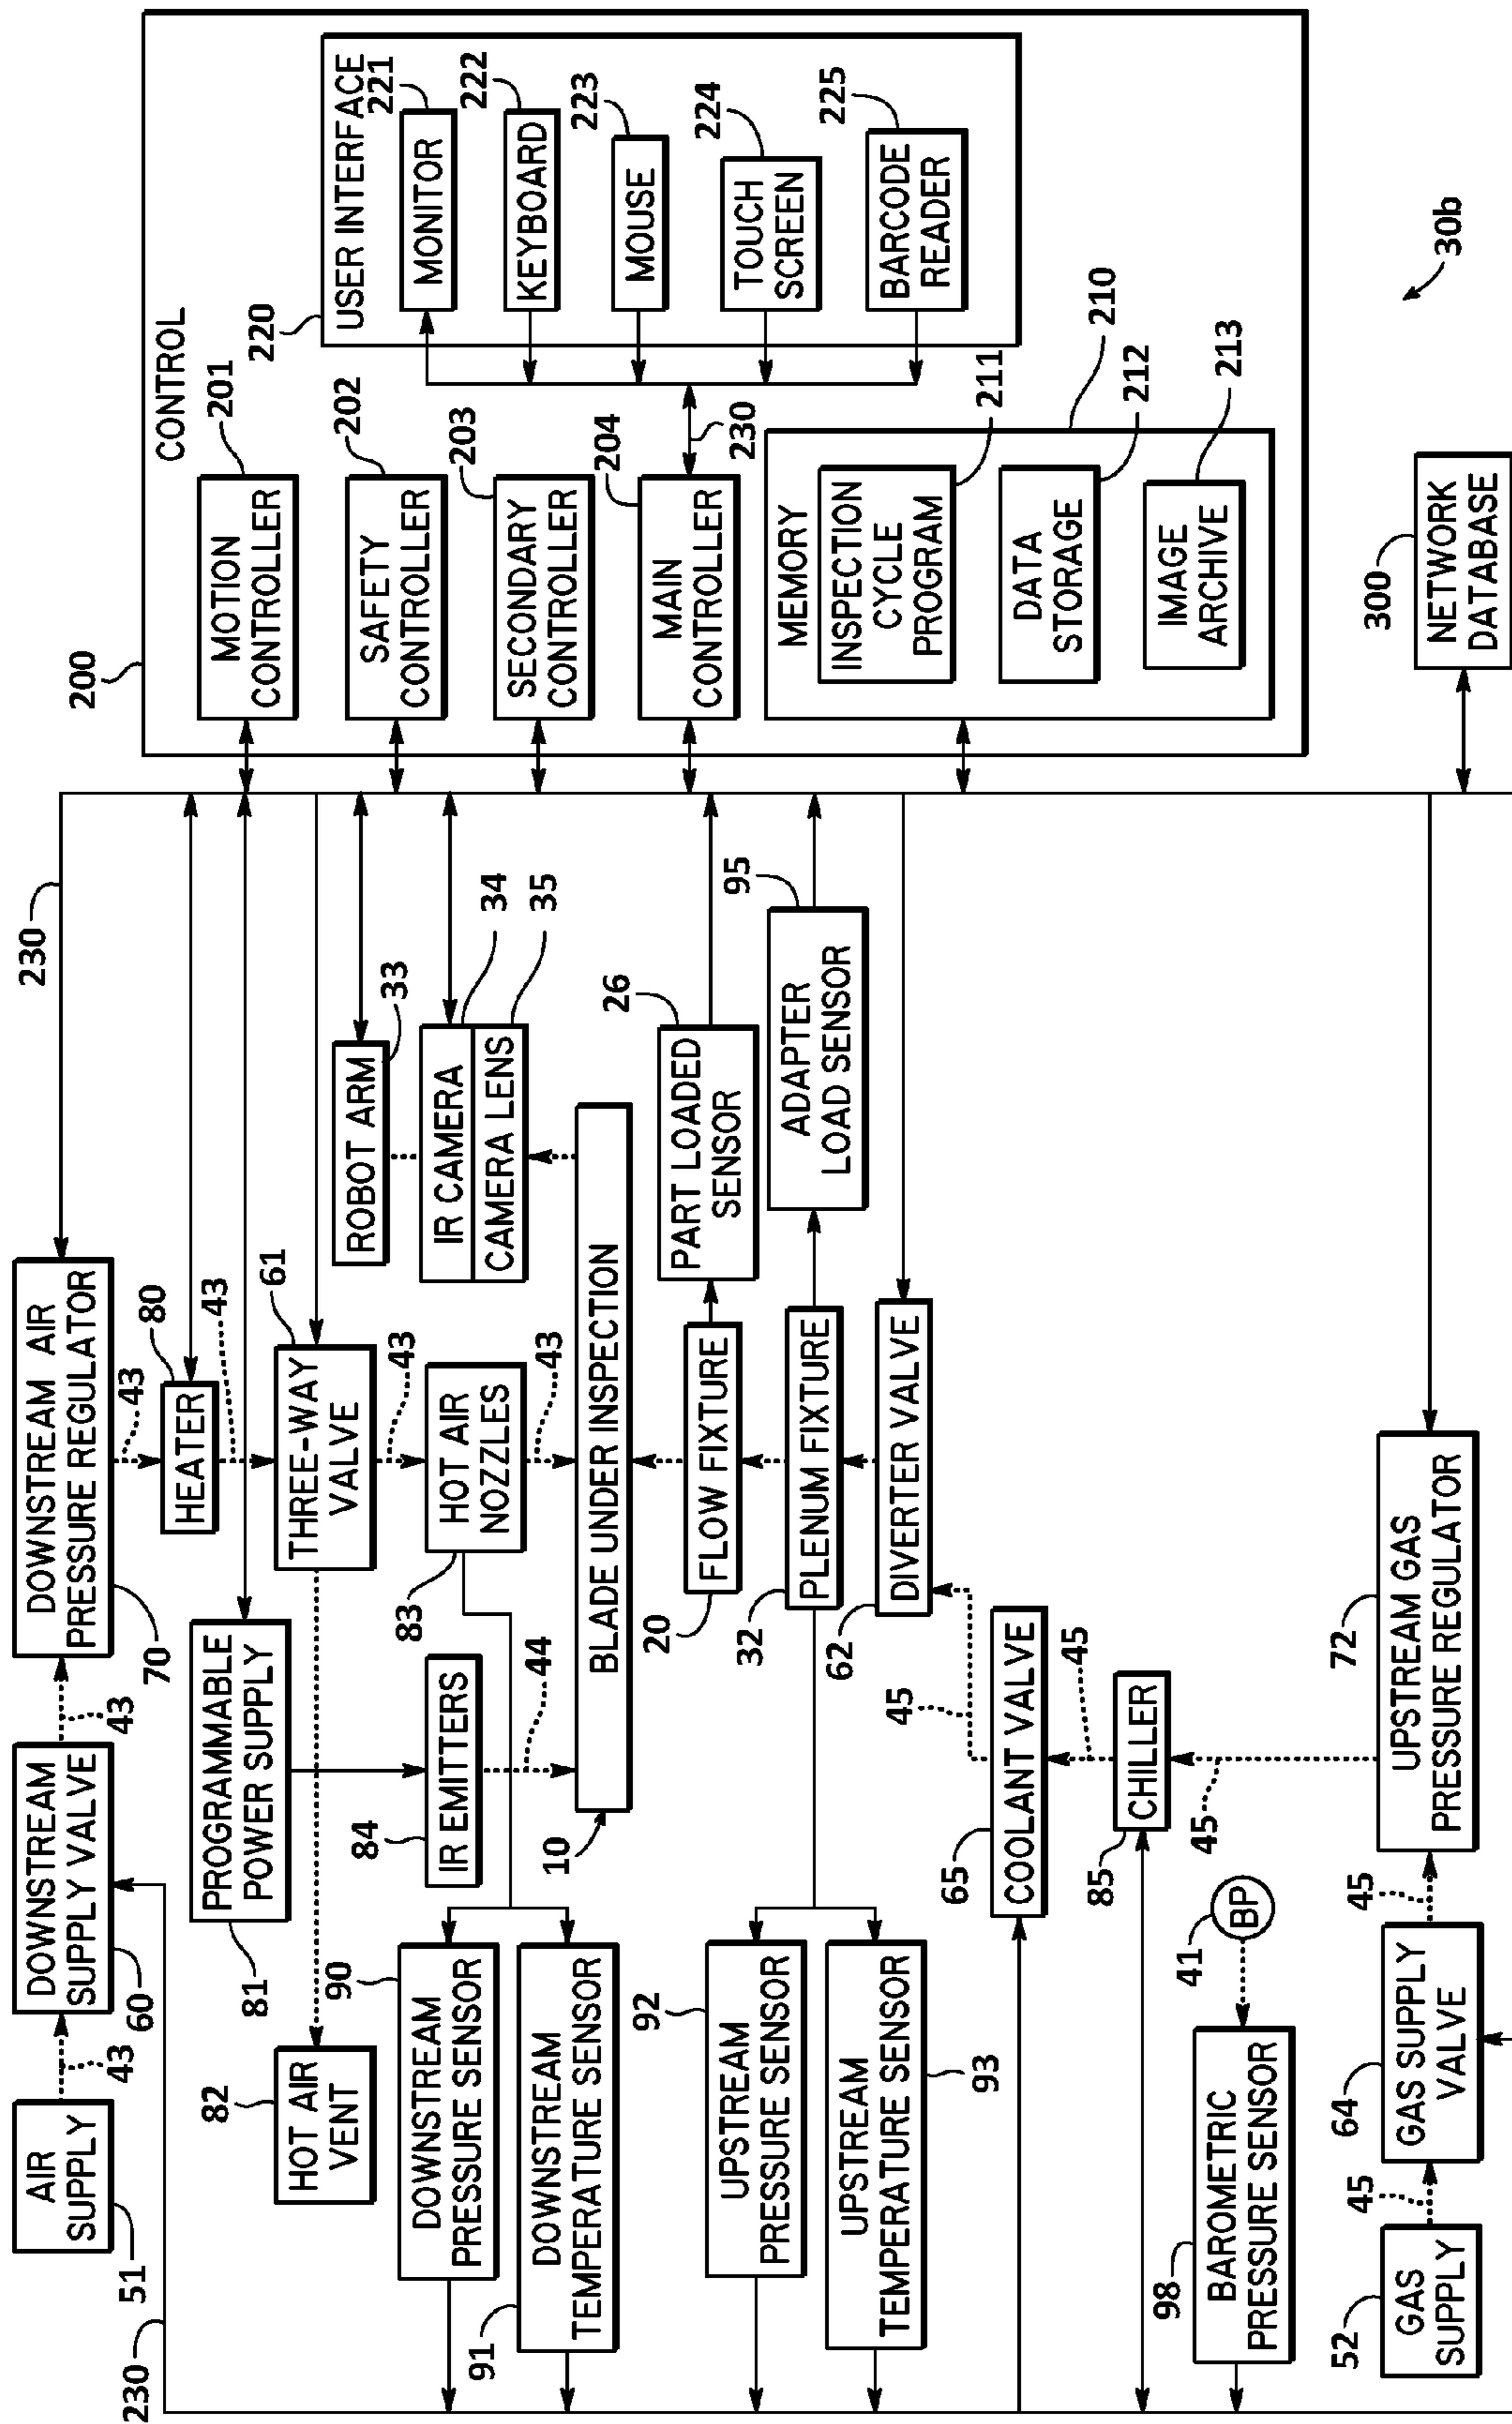 AIR
SUPPLY
51
43
DOWNSTREAM
SUPPLY VALVE
60
43
DOWNSTREAM AIR
PRESSURE REGULATOR
70
43
230
230
PROGRAMMABLE
POWER SUPPLY
81
HEATER
80
43
THREE-WAY
VALVE
61
43
HOT AIR
VENT
82
HOT AIR
NOZZLES
83
43
IR EMITTERS
84
44
ROBOT ARM
33
IR CAMERA
34
CAMERA LENS
35
DOWNSTREAM
PRESSURE SENSOR
90
DOWNSTREAM
TEMPERATURE SENSOR
91
BLADE UNDER INSPECTION
10
FLOW FIXTURE
20
PART LOADED
SENSOR
26
UPSTREAM
PRESSURE SENSOR
92
UPSTREAM
TEMPERATURE SENSOR
93
PLENUM FIXTURE
32
ADAPTER
LOAD SENSOR
95
DIVERTER VALVE
62
45
COOLANT VALVE
65
45
CHILLER
85
45
BP
41
BAROMETRIC
PRESSURE SENSOR
98
GAS
SUPPLY
52
45
GAS SUPPLY
VALVE
64
45
UPSTREAM GAS
PRESSURE REGULATOR
72
CONTROL
200
MOTION
CONTROLLER
201
SAFETY
CONTROLLER
202
SECONDARY
CONTROLLER
203
MAIN
CONTROLLER
204
230
USER INTERFACE
220
MONITOR
221
KEYBOARD
222
MOUSE
223
TOUCH
SCREEN
224
BARCODE
READER
225
MEMORY
210
INSPECTION
CYCLE
PROGRAM
211
DATA
STORAGE
212
IMAGE
ARCHIVE
213
NETWORK
DATABASE
300
30b